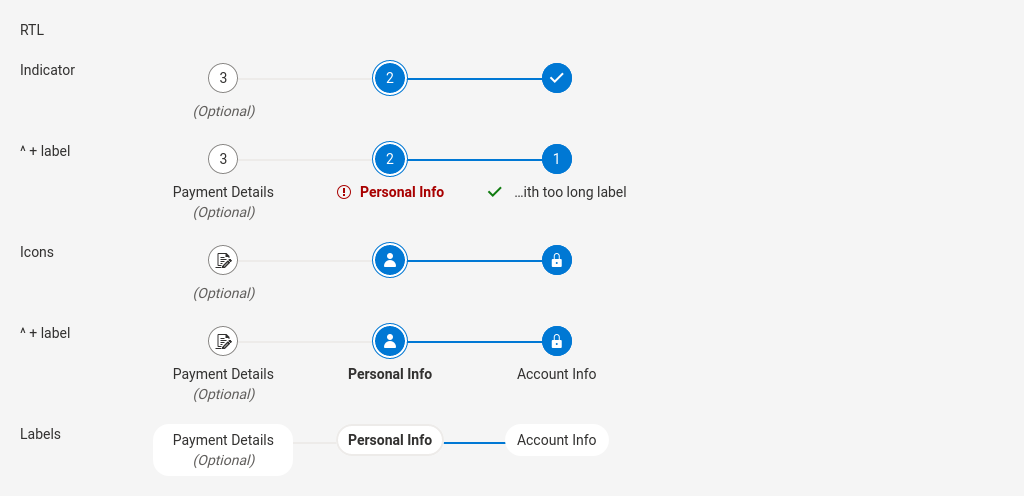 RTL
Indicator
3 2
(Optional)
^ + label
3 2 1
Payment Details Personal Info ...ith too long label
(Optional)
Icons
(Optional)
^ + label
Payment Details Personal Info Account Info
(Optional)
Labels
Payment Details Personal Info Account Info
(Optional)